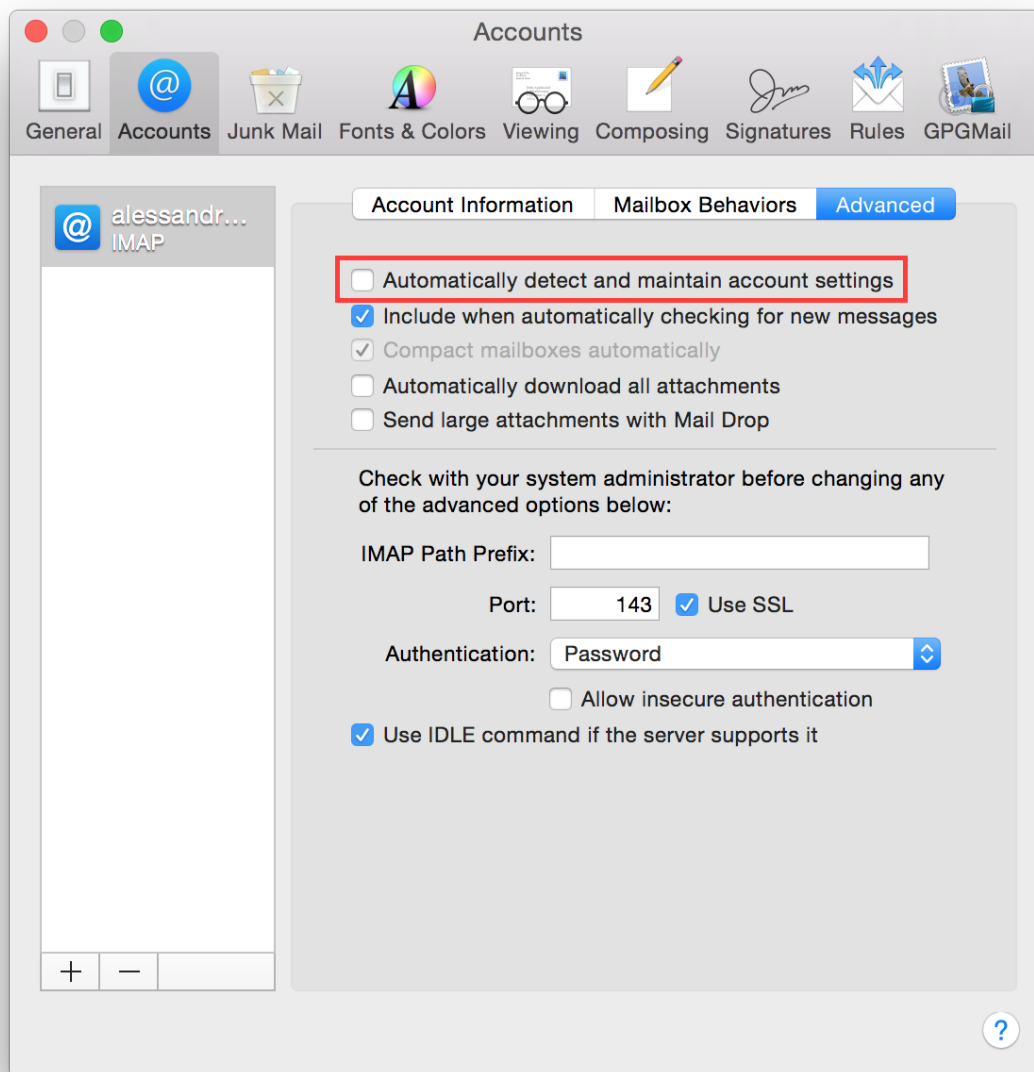 Accounts
General Accounts Junk Mail Fonts & Colors Viewing Composing Signatures Rules GPGMail
alessandr...
IMAP
Account Information Mailbox Behaviors Advanced
Automatically detect and maintain account settings
Include when automatically checking for new messages
Compact mailboxes automatically
Automatically download all attachments
Send large attachments with Mail Drop
Check with your system administrator before changing any
of the advanced options below:
IMAP Path Prefix:
Port: 143 Use SSL
Authentication: Password
Allow insecure authentication
Use IDLE command if the server supports it
?